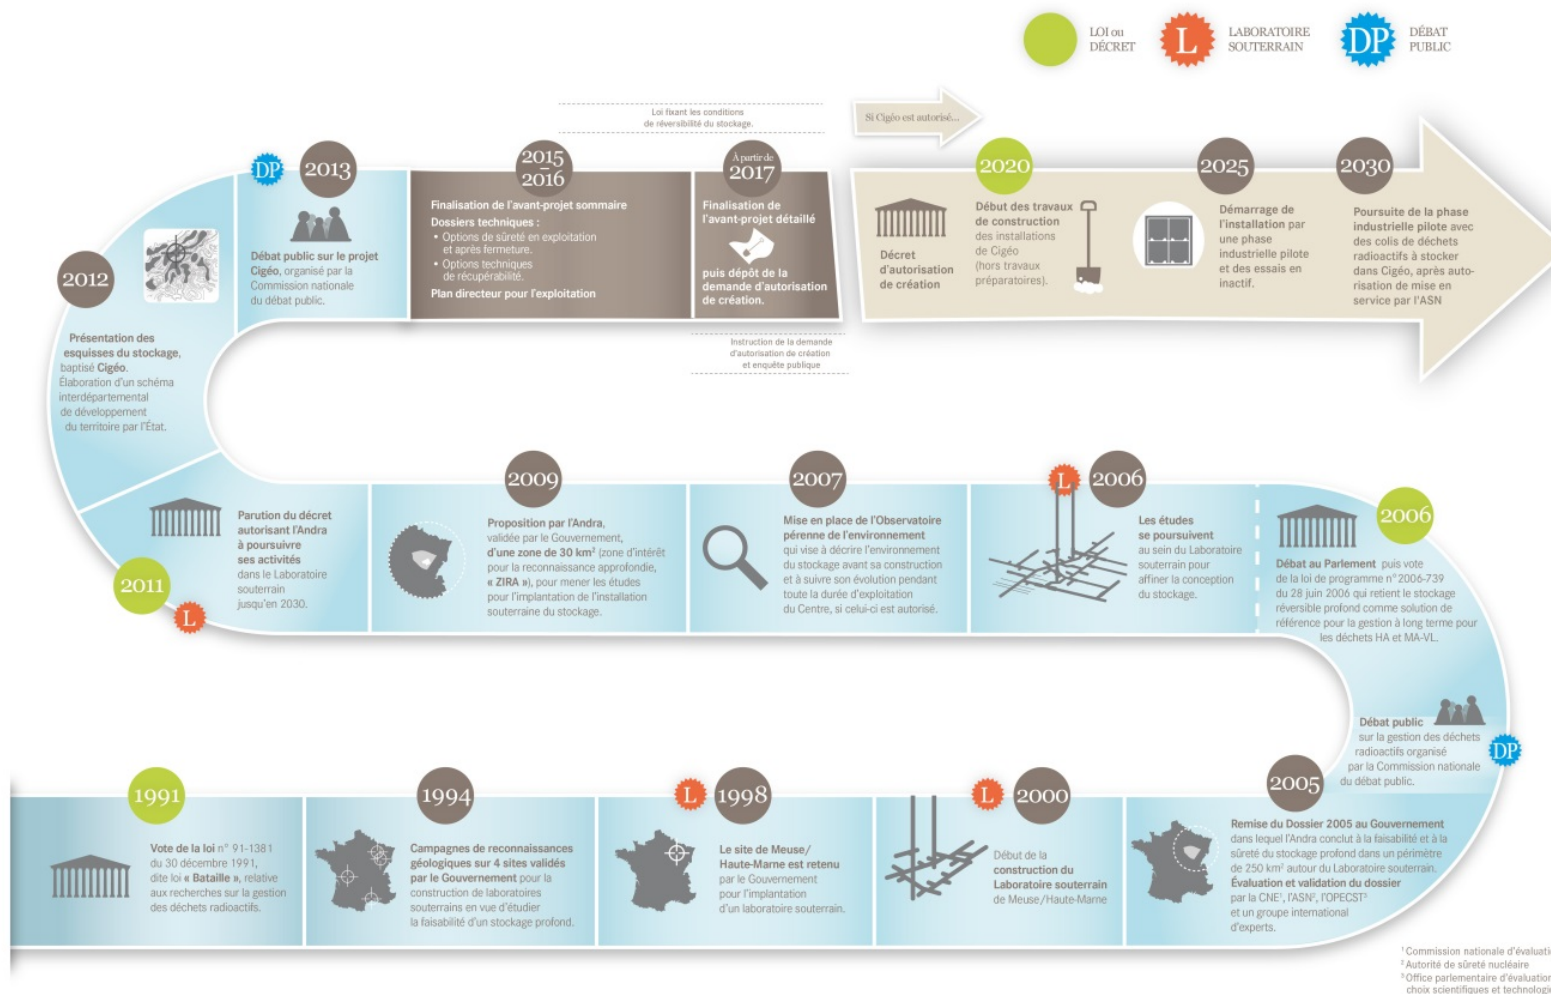 LOI ou
DÉCRET
L
LABORATOIRE
SOUTERRAIN
DP
DÉBAT
PUBLIC
Loi fixant les conditions
de réversibilité du stockage.
Si Cigéo est autorisé...
DP
2013
Débat public sur le projet
Cigéo, organisé par la
Commission nationale
du débat public.
2015
2016
Finalisation de l'avant-projet sommaire
Dossiers techniques :
• Options de sûreté en exploitation
et après fermeture.
• Options techniques
de récupérabilité.
Plan directeur pour l'exploitation
À partir de
2017
Finalisation de
l'avant-projet détaillé
puis dépôt de la
demande d'autorisation
de création.
Instruction de la demande
d'autorisation de création
et enquête publique
Décret
d'autorisation
de création
2020
Début des travaux
de construction
des installations
de Cigéo
(hors travaux
préparatoires).
2025
Démarrage de
l'installation par
une phase
industrielle pilote
et des essais en
inactif.
2030
Poursuite de la phase
industrielle pilote avec
des colis de déchets
radioactifs à stocker
dans Cigéo, après auto-
risation de mise en
service par l'ASN
2012
Présentation des
esquisses du stockage,
baptisé Cigéo.
Élaboration d'un schéma
interdépartemental
de développement
du territoire par l'État.
2011
L
Parution du décret
autorisant l'Andra
à poursuivre
ses activités
dans le Laboratoire
souterrain
jusqu'en 2030.
2009
Proposition par l'Andra,
validée par le Gouvernement,
d'une zone de 30 km² (zone d'intérêt
pour la reconnaissance approfondie,
« ZIRA »), pour mener les études
pour l'implantation de l'installation
souterraine du stockage.
2007
Mise en place de l'Observatoire
pérenne de l'environnement
qui vise à décrire l'environnement
du stockage avant sa construction
et à suivre son évolution pendant
toute la durée d'exploitation
du Centre, si celui-ci est autorisé.
L
2006
Les études
se poursuivent
au sein du Laboratoire
souterrain pour
affiner la conception
du stockage.
2006
Débat au Parlement puis vote
de la loi de programme n°2006-739
du 28 juin 2006 qui retient le stockage
réversible profond comme solution de
référence pour la gestion à long terme pour
les déchets HA et MA-VL.
Débat public
sur la gestion des déchets
radioactifs organisé
par la Commission nationale
du débat public.
DP
1991
Vote de la loi n° 91-1381
du 30 décembre 1991,
dite loi « Bataille », relative
aux recherches sur la gestion
des déchets radioactifs.
1994
Campagnes de reconnaissances
géologiques sur 4 sites validés
par le Gouvernement pour la
construction de laboratoires
souterrains en vue d'étudier
la faisabilité d'un stockage profond.
L
1998
Le site de Meuse/
Haute-Marne est retenu
par le Gouvernement
pour l'implantation
d'un laboratoire souterrain.
L
2000
Début de la
construction du
Laboratoire souterrain
de Meuse/Haute-Marne
2005
Remise du Dossier 2005 au Gouvernement
dans lequel l'Andra conclut à la faisabilité et à la
sûreté du stockage profond dans un périmètre
de 250 km² autour du Laboratoire souterrain.
Évaluation et validation du dossier
par la CNE¹, l'ASN², l'OPECST³
et un groupe international
d'experts.
¹ Commission nationale d'évaluatio
² Autorité de sûreté nucléaire
³ Office parlementaire d'évaluation
choix scientifiques et technologi